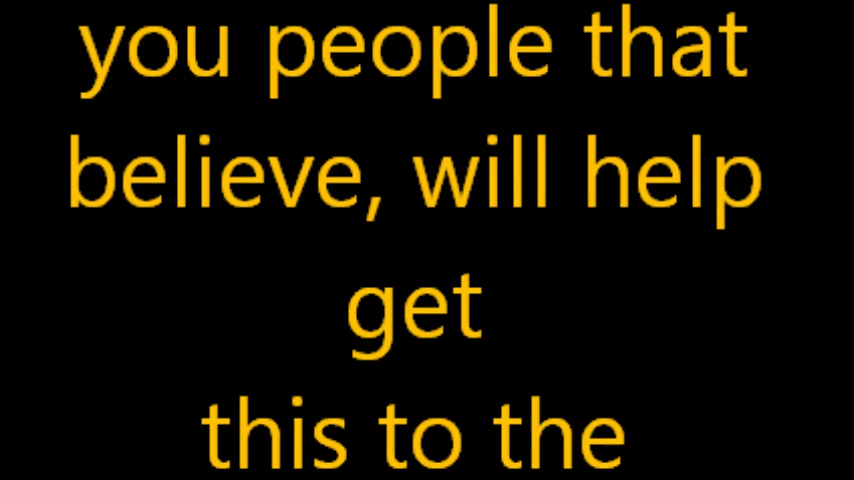 you people that
believe, will help
get
this to the